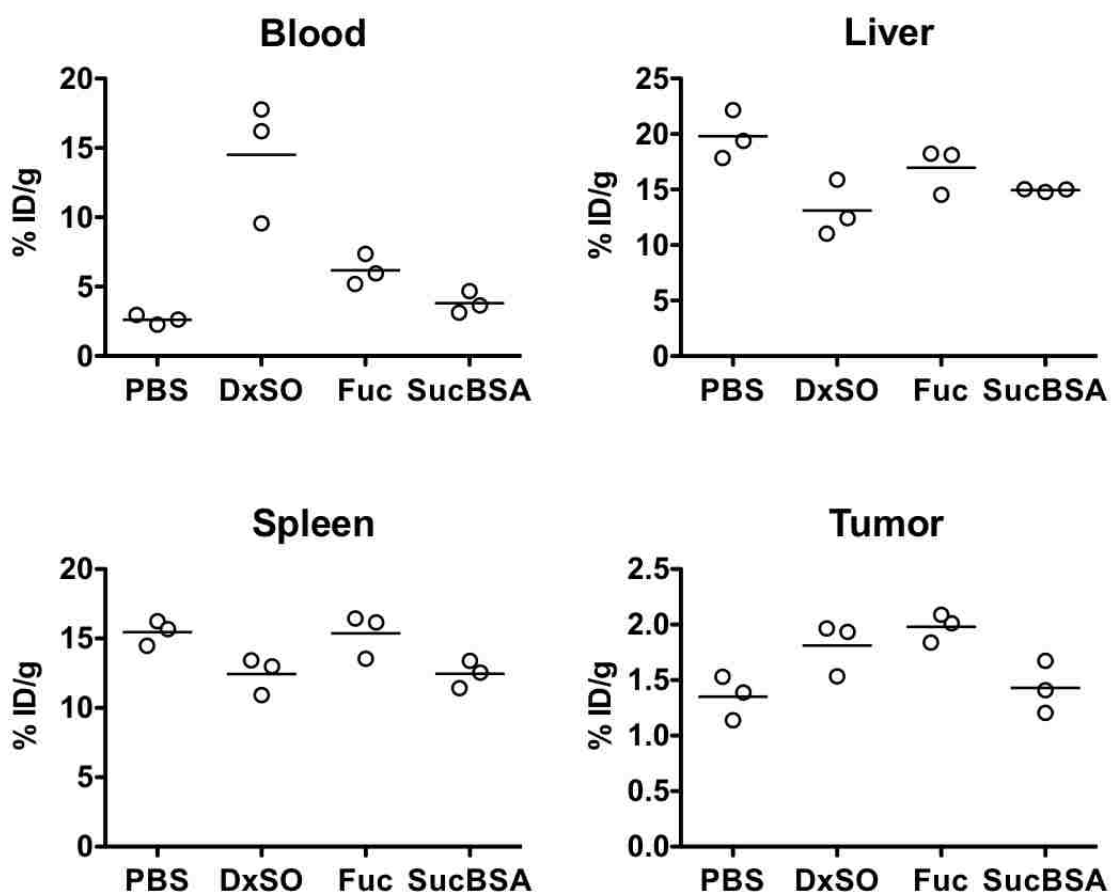 Blood
% ID/g
20
15
10
5
0
PBS DxSO Fuc SucBSA
Liver
% ID/g
25
20
15
10
5
0
PBS DxSO Fuc SucBSA
Spleen
% ID/g
20
15
10
5
0
PBS DxSO Fuc SucBSA
Tumor
% ID/g
2.5
2.0
1.5
1.0
0.5
0.0
PBS DxSO Fuc SucBSA